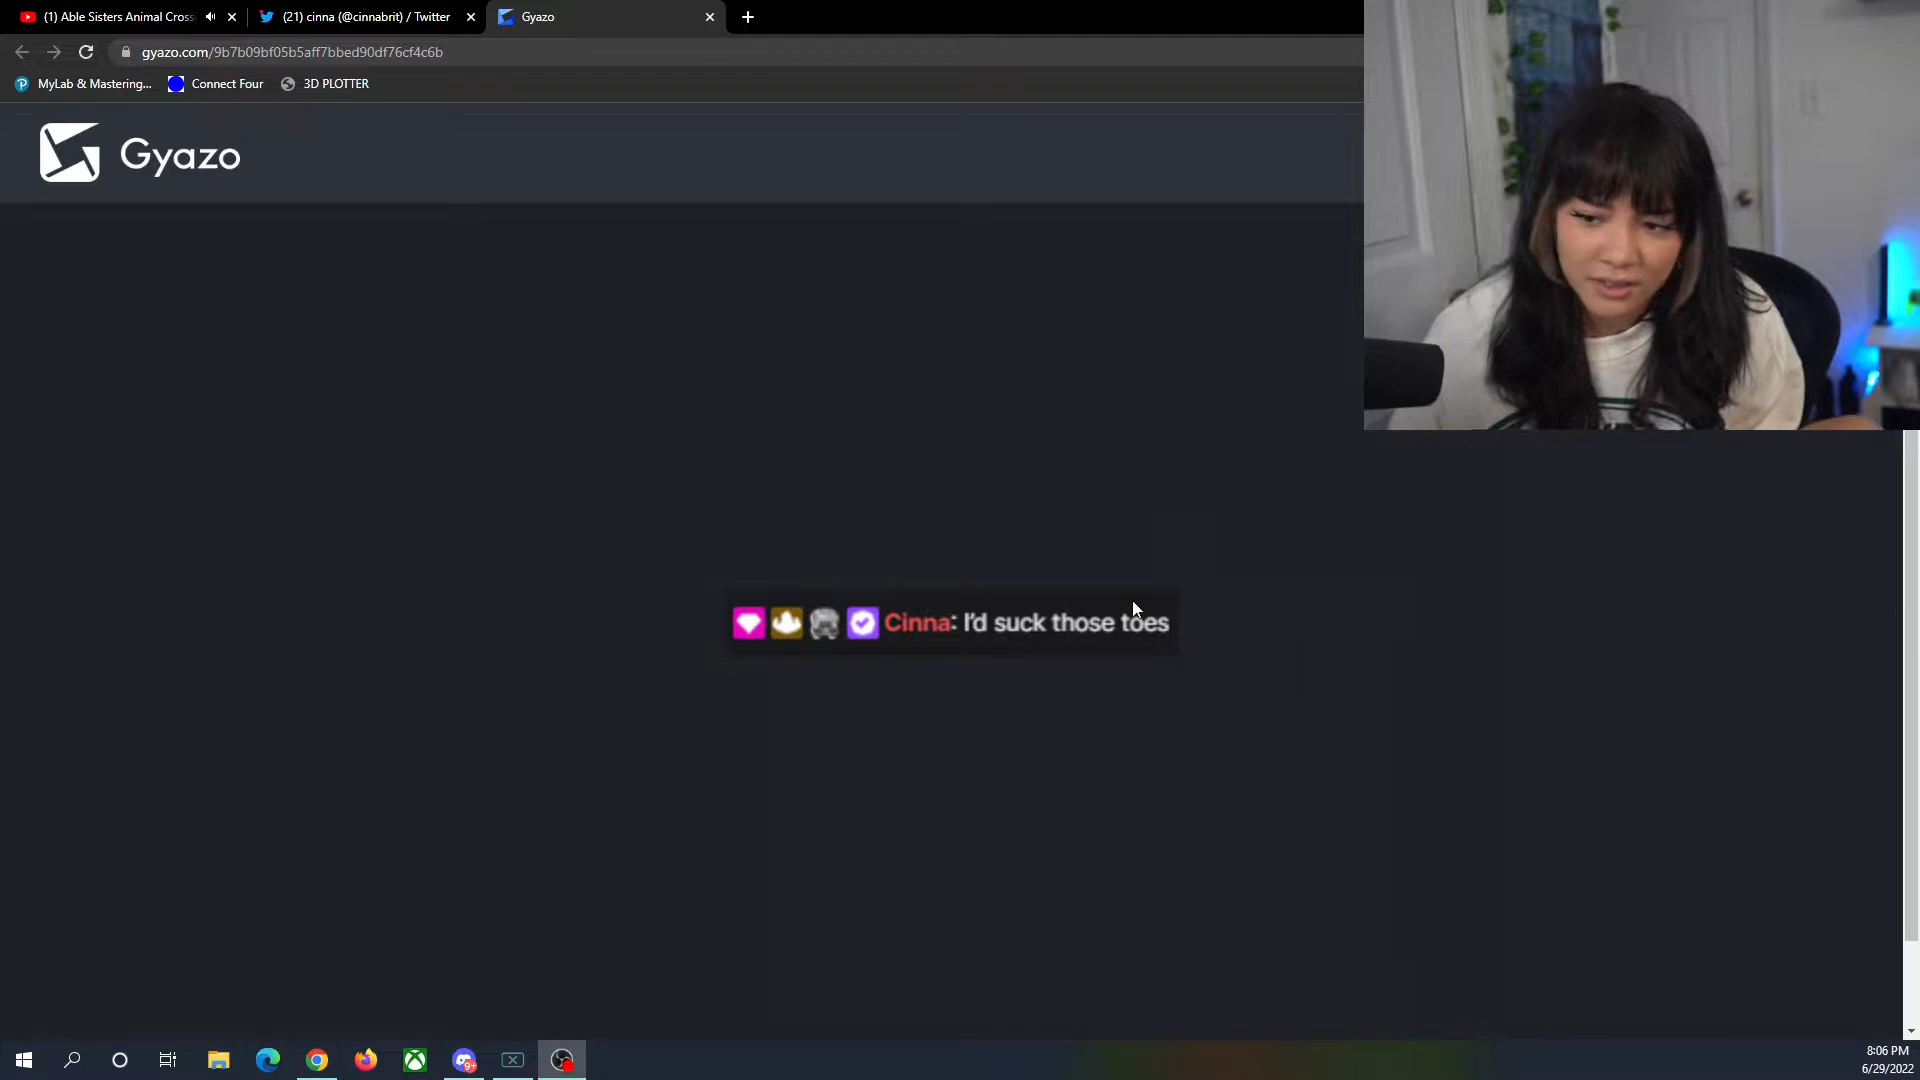 (1) Able Sisters Animal Cross
(21) cinna (@cinnabrit) / Twitter
Gyazo
gyazo.com/9b7b09bf05b5aff7bbed90df76cf4c6b
MyLab & Mastering...
Connect Four
3D PLOTTER
Gyazo
Cinna: I'd suck those toes
9+
8:06 PM
6/29/2022